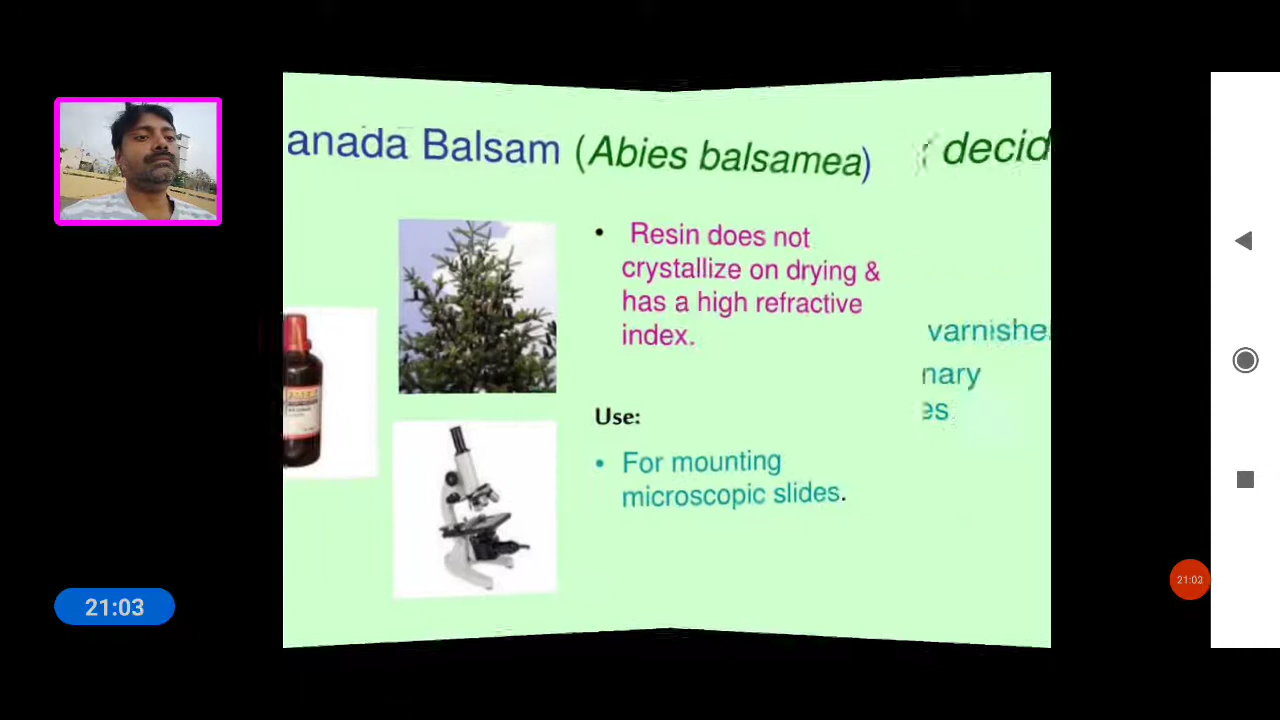 anada Balsam (Abies balsamea)
decid
Resin does not
crystallize on drying &
has a high refractive
index.
Use:
• For mounting
microscopic slides.
varnishe
nary
es
21:03
21:03